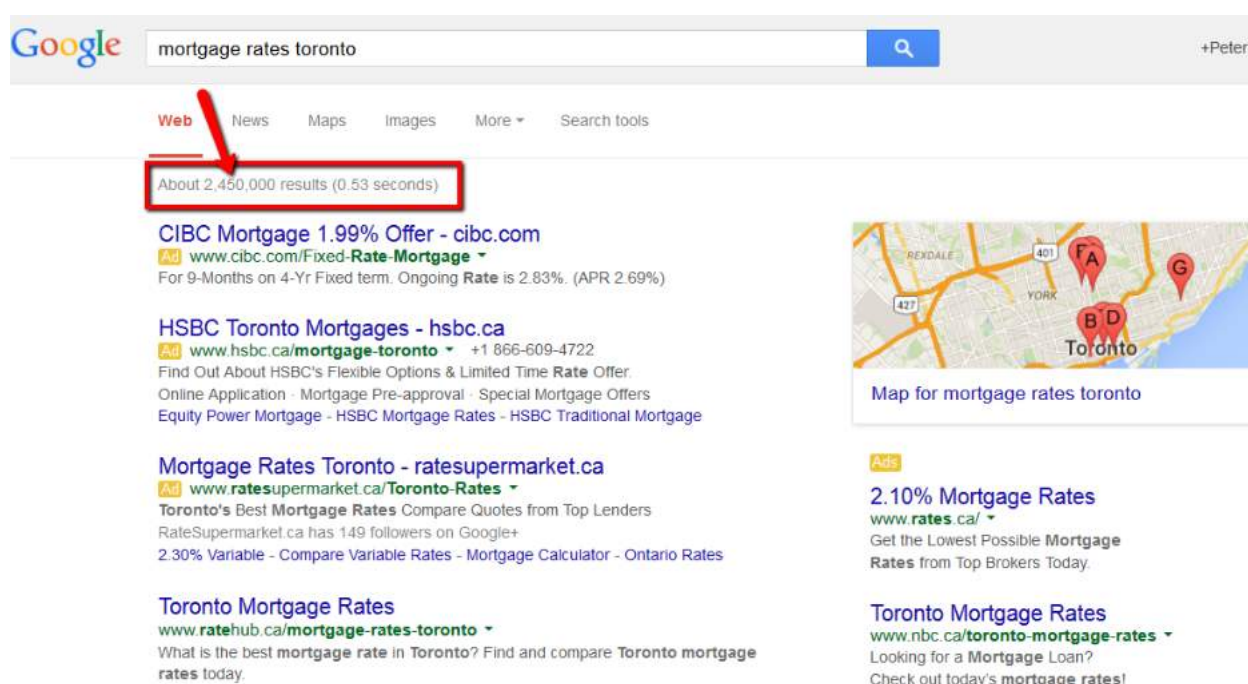 Google
mortgage rates toronto
+Peter
Web News Maps Images More Search tools
About 2,450,000 results (0.53 seconds)
CIBC Mortgage 1.99% Offer - cibc.com
Ad www.cibc.com/Fixed-Rate-Mortgage
For 9-Months on 4-Yr Fixed term. Ongoing Rate is 2.83%. (APR 2.69%)
HSBC Toronto Mortgages - hsbc.ca
Ad www.hsbc.ca/mortgage-toronto +1 866-609-4722
Find Out About HSBC's Flexible Options & Limited Time Rate Offer.
Online Application · Mortgage Pre-approval · Special Mortgage Offers
Equity Power Mortgage - HSBC Mortgage Rates - HSBC Traditional Mortgage
Mortgage Rates Toronto - ratesupermarket.ca
Ad www.ratesupermarket.ca/Toronto-Rates
Toronto's Best Mortgage Rates Compare Quotes from Top Lenders
RateSupermarket.ca has 149 followers on Google+
2.30% Variable - Compare Variable Rates - Mortgage Calculator - Ontario Rates
Toronto Mortgage Rates
www.ratehub.ca/mortgage-rates-toronto
What is the best mortgage rate in Toronto? Find and compare Toronto mortgage
rates today.
REXDALE
401
A
G
YORK
427
B D
Toronto
Map for mortgage rates toronto
Ads
2.10% Mortgage Rates
www.rates.ca/
Get the Lowest Possible Mortgage
Rates from Top Brokers Today.
Toronto Mortgage Rates
www.nbc.ca/toronto-mortgage-rates
Looking for a Mortgage Loan?
Check out today's mortgage rates!